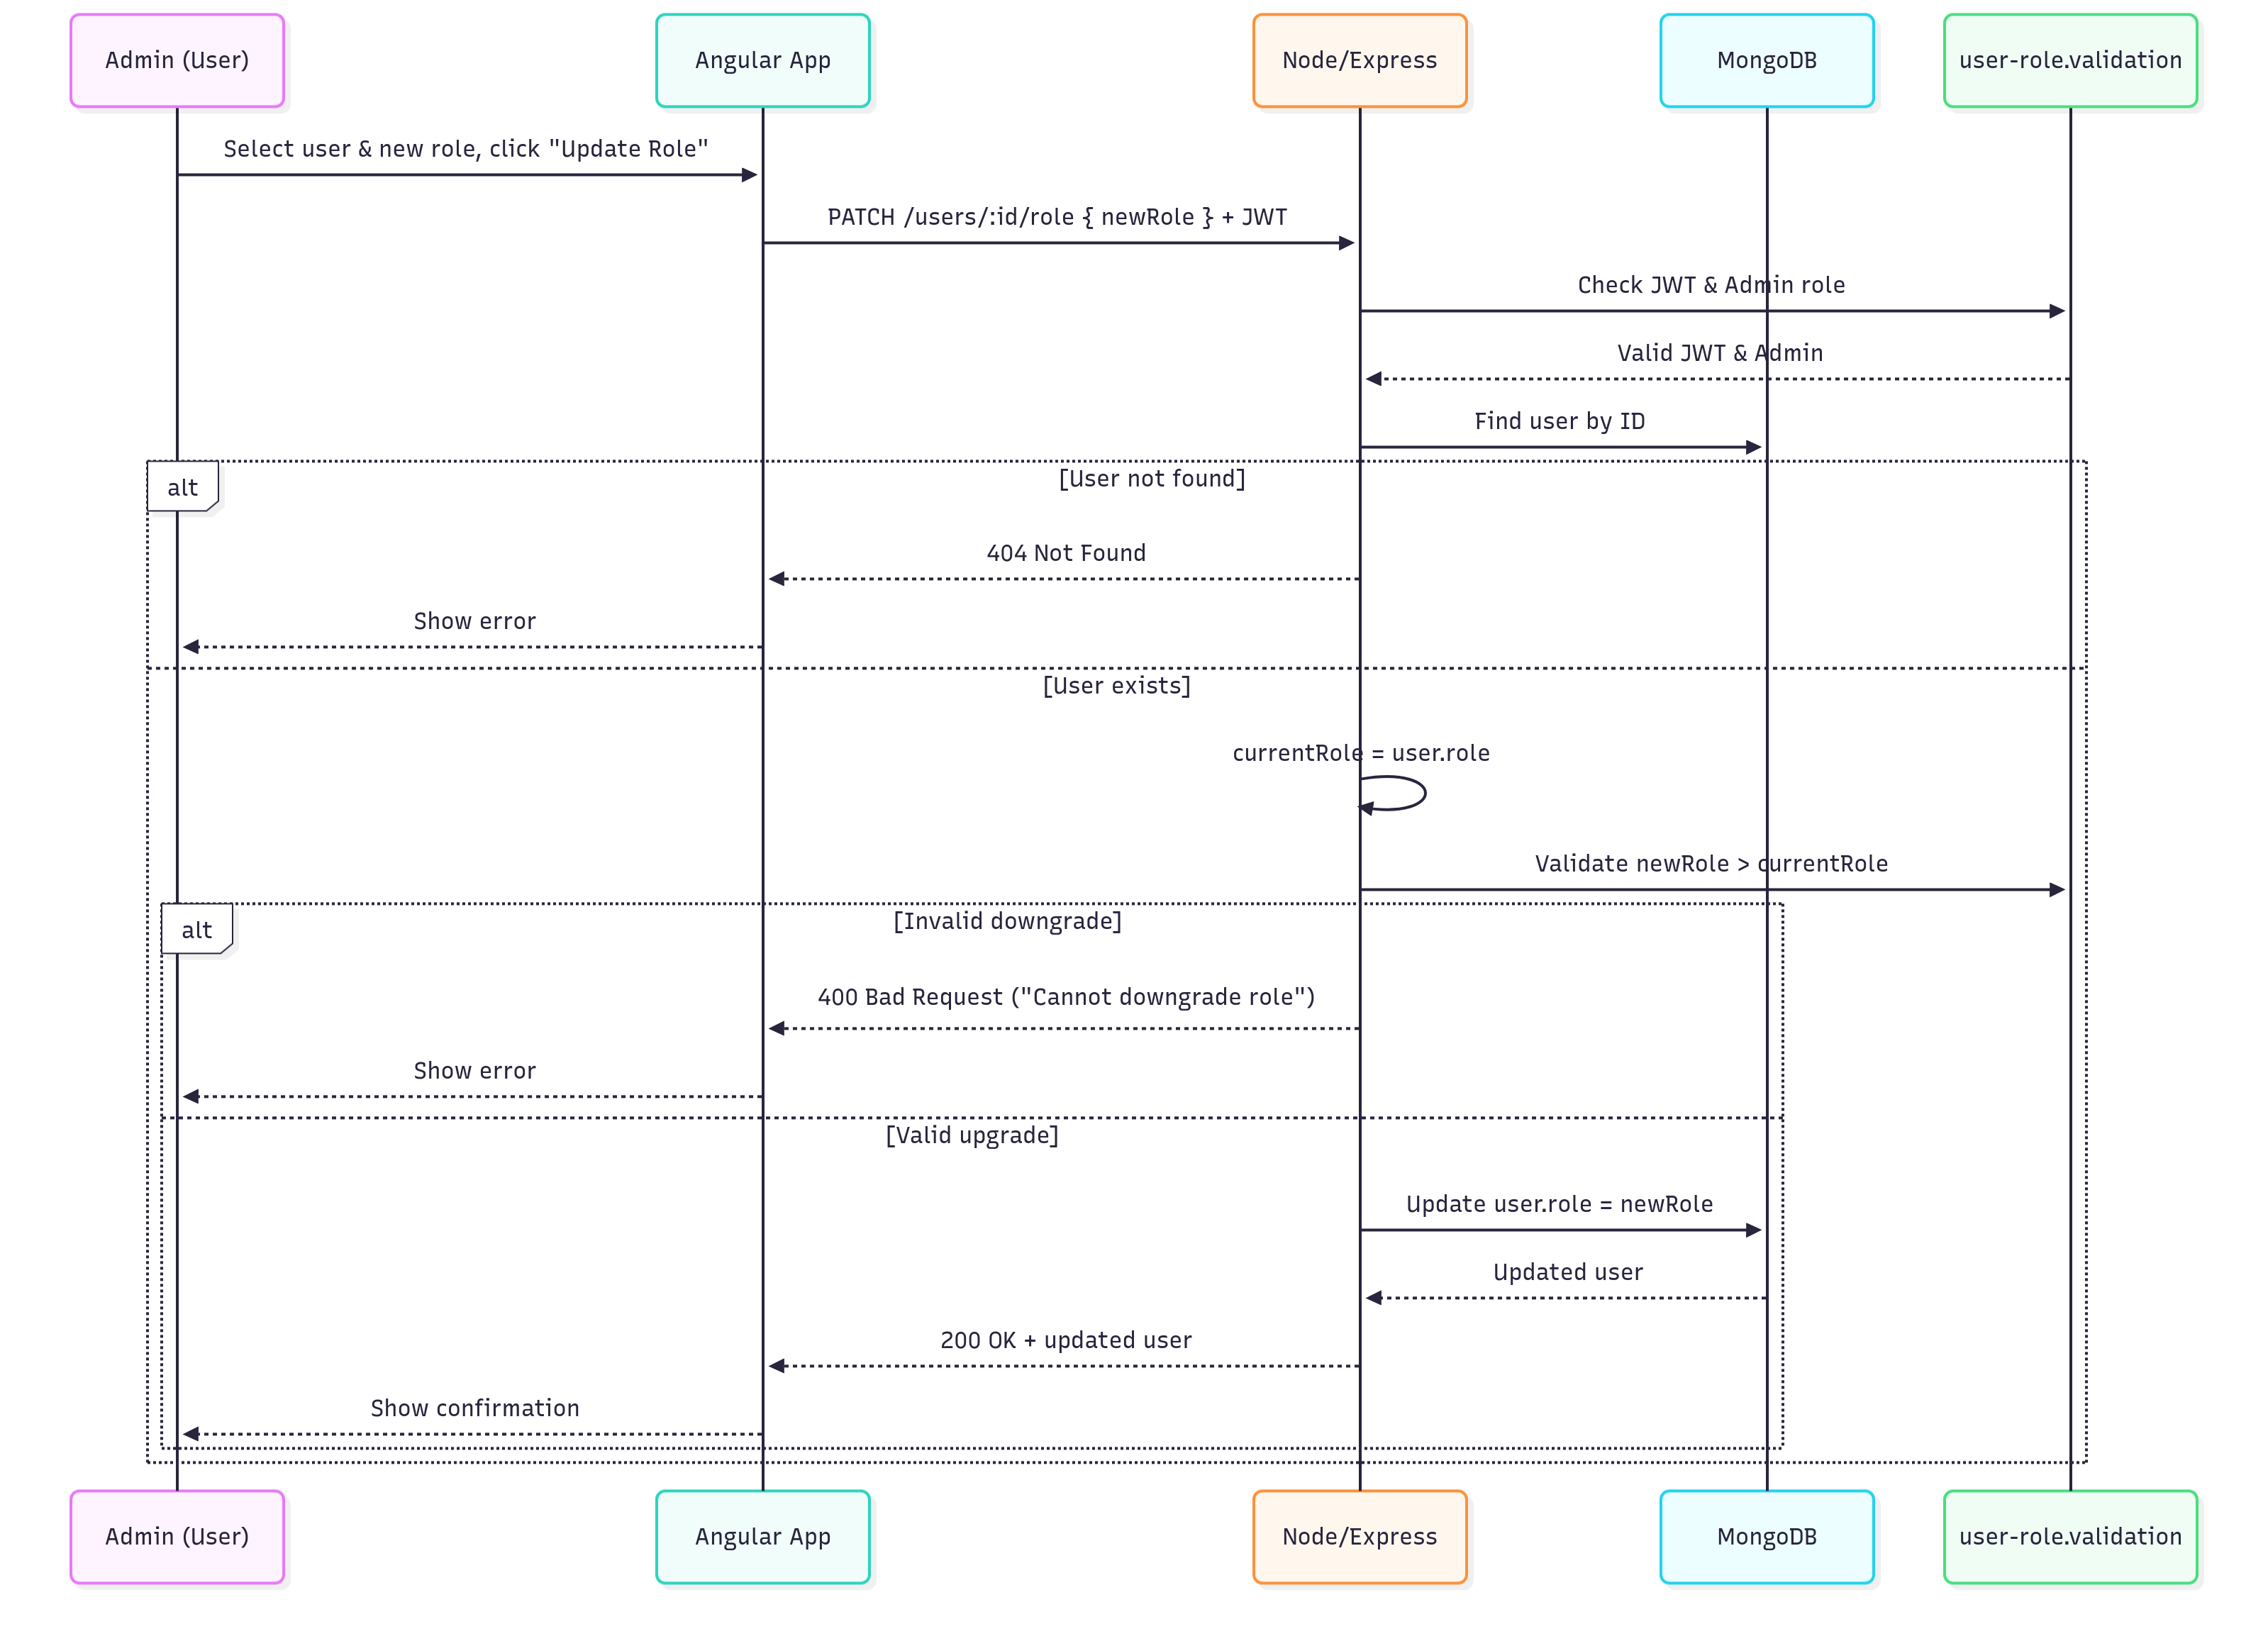 Admin (User)
Angular App
Node/Express
MongoDB
user-role.validation
Select user & new role, click "Update Role"
PATCH /users/:id/role { newRole } + JWT
Check JWT & Admin role
Valid JWT & Admin
Find user by ID
alt
[User not found]
404 Not Found
Show error
[User exists]
currentRole = user.role
Validate newRole > currentRole
alt
[Invalid downgrade]
400 Bad Request ("Cannot downgrade role")
Show error
[Valid upgrade]
Update user.role = newRole
Updated user
200 OK + updated user
Show confirmation
Admin (User)
Angular App
Node/Express
MongoDB
user-role.validation